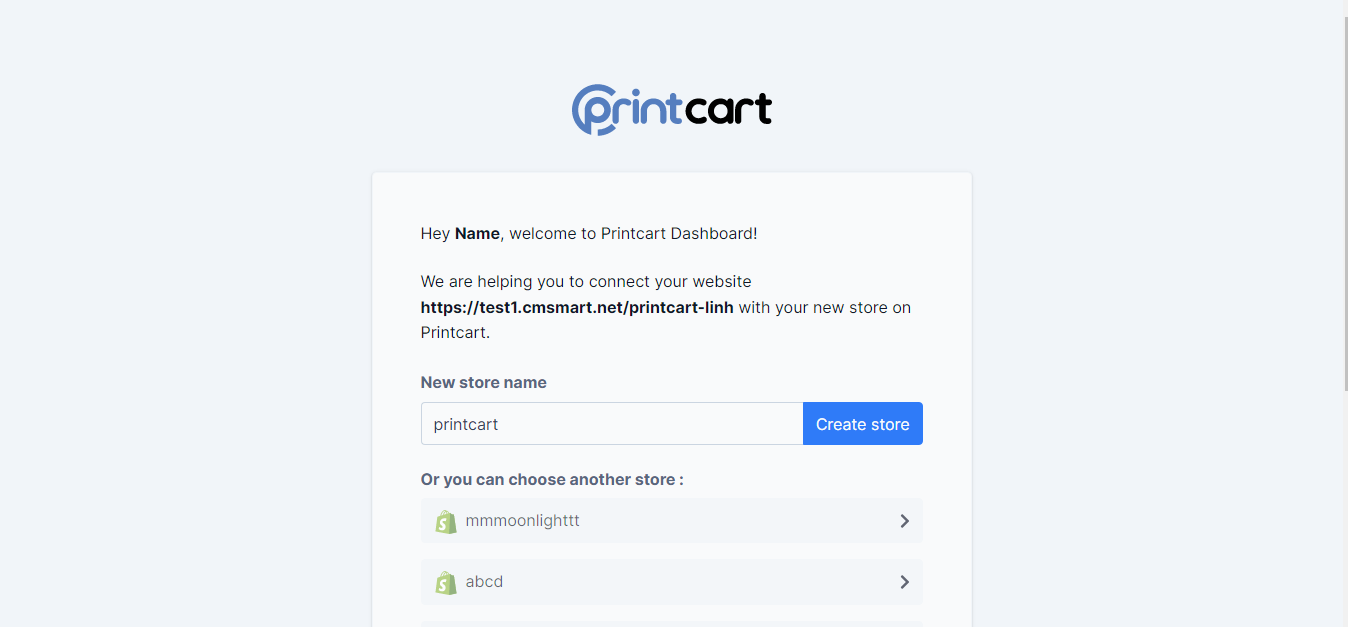 printcart
Hey Name, welcome to Printcart Dashboard!
We are helping you to connect your website
https://test1.cmsmart.net/printcart-linh with your new store on
Printcart.
New store name
printcart
Create store
Or you can choose another store :
mmmoonlighttt
abcd